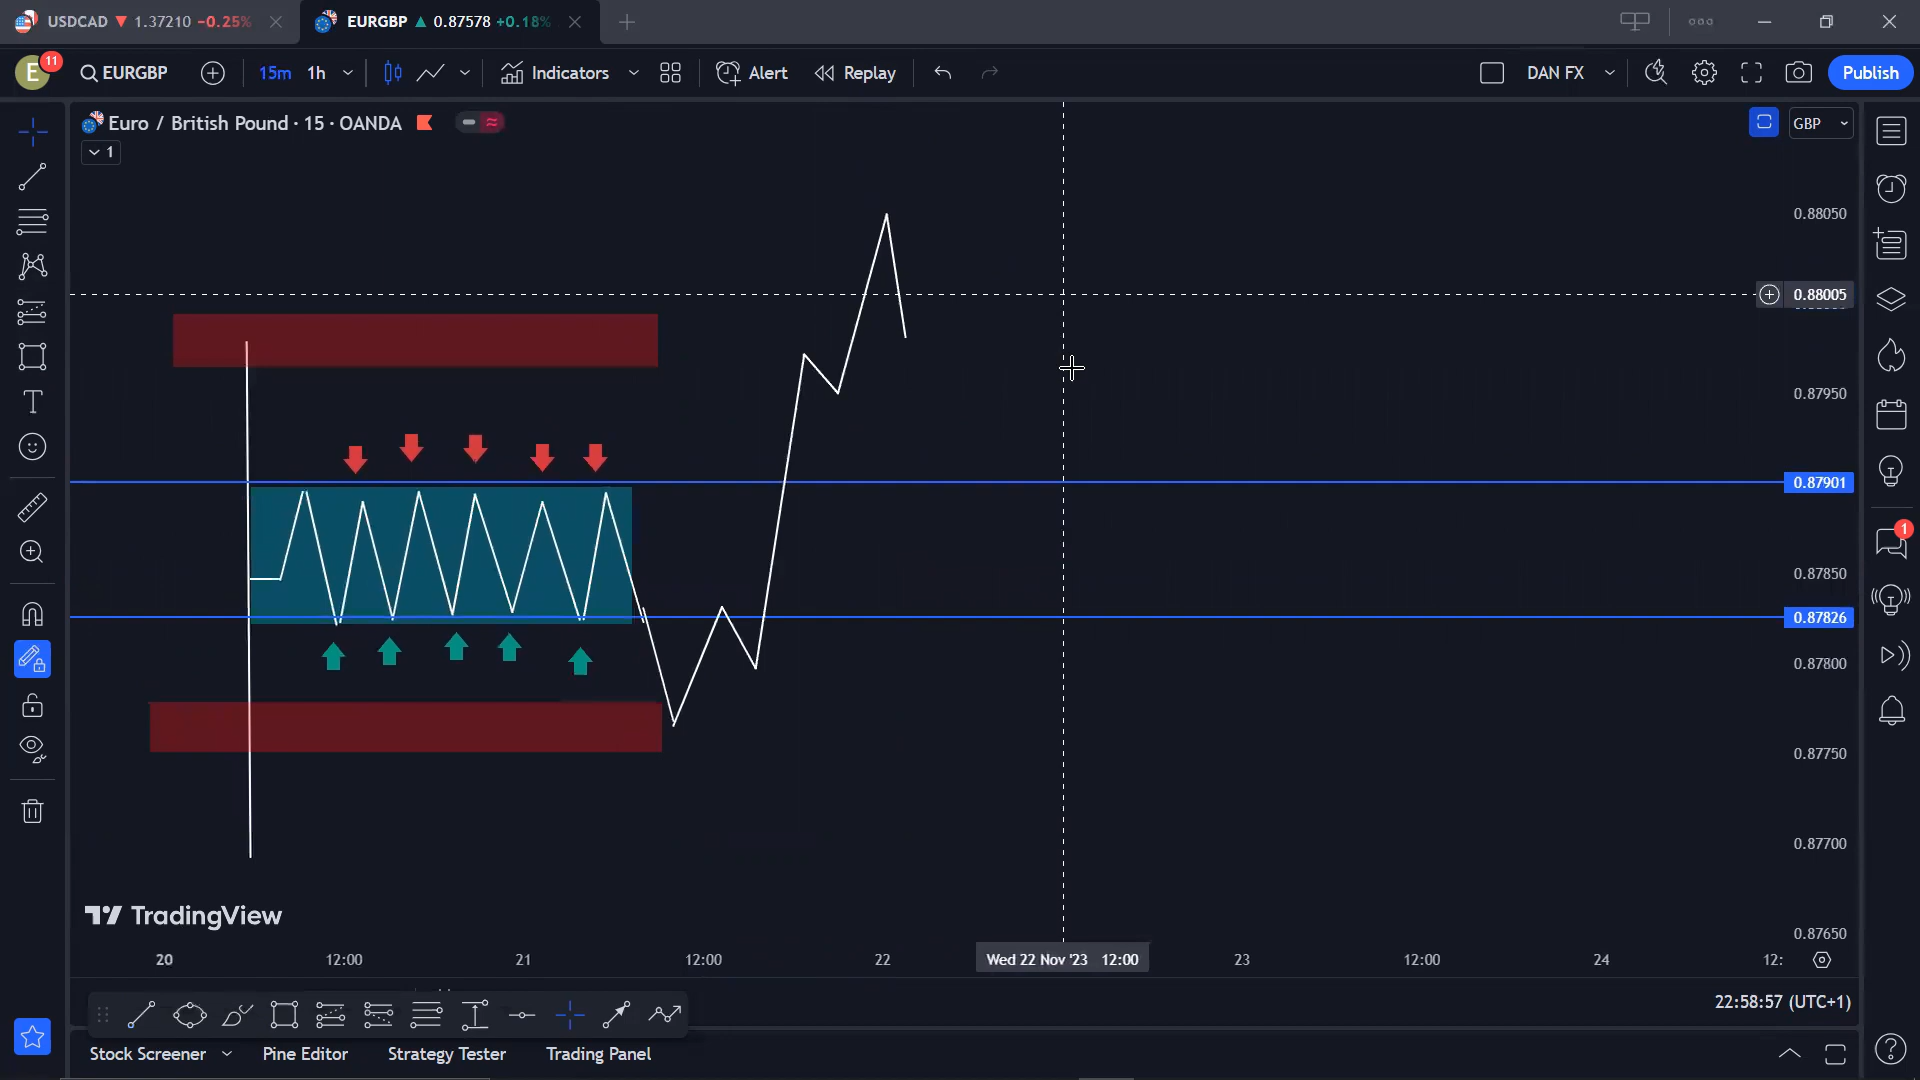 USDCAD ▼ 1.37210 -0.25%
EURGBP ▲ 0.87578 +0.18%
E 11
EURGBP
15m 1h
Indicators
Alert
Replay
DAN FX
Publish
Euro / British Pound · 15 · OANDA
GBP
1
0.88050
0.88005
0.87950
0.87901
0.87850
0.87826
0.87800
0.87750
0.87700
0.87650
1
TradingView
20 12:00 21 12:00 22 Wed 22 Nov '23 12:00 23 12:00 24 12:
22:58:57 (UTC+1)
Stock Screener Pine Editor Strategy Tester Trading Panel